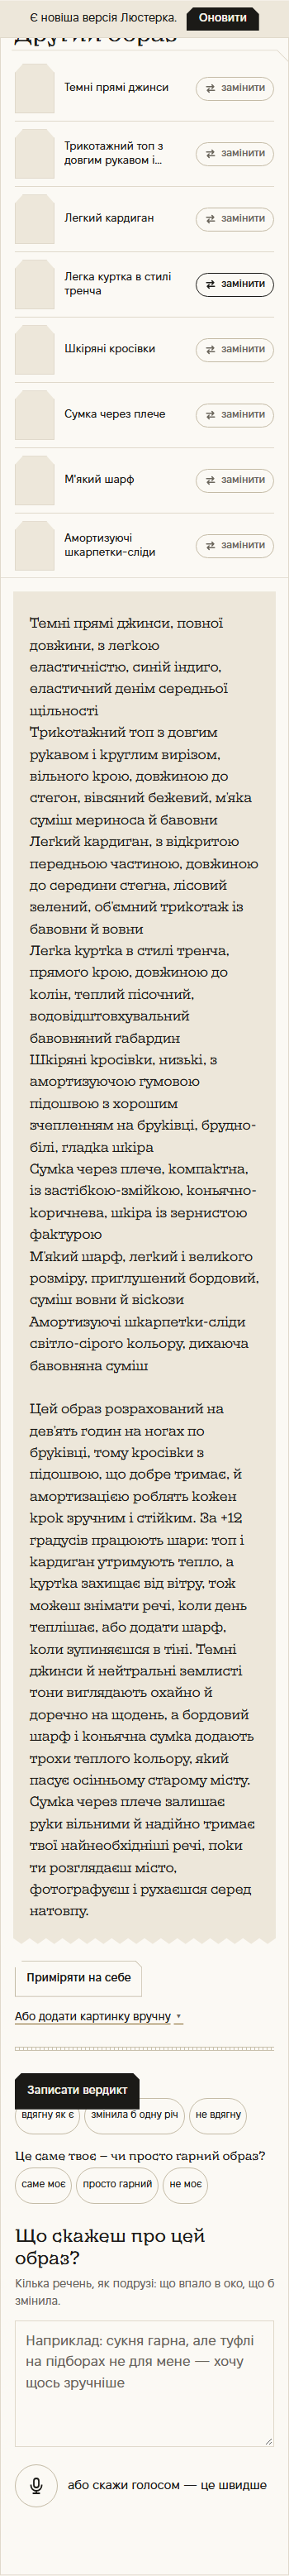 Є новіша версія Люстерка.
Оновити
Другий образ
Темні прямі джинси
⇄ замінити
Трикотажний топ з
довгим рукавом і...
⇄ замінити
Легкий кардиган
⇄ замінити
Легка куртка в стилі
тренча
⇄ замінити
Шкіряні кросівки
⇄ замінити
Сумка через плече
⇄ замінити
М'який шарф
⇄ замінити
Амортизуючі
шкарпетки-сліди
⇄ замінити
Темні прямі джинси, повної
довжини, з легкою
еластичністю, синій індиго,
еластичний денім середньої
щільності
Трикотажний топ з довгим
рукавом і круглим вирізом,
вільного крою, довжиною до
стегон, вівсяний бежевий, м'яка
суміш мериноса й бавовни
Легкий кардиган, з відкритою
передньою частиною, довжиною
до середини стегна, лісовий
зелений, об'ємний трикотаж із
бавовни й вовни
Легка куртка в стилі тренча,
прямого крою, довжиною до
колін, теплий пісочний,
водовідштовхувальний
бавовняний габардин
Шкіряні кросівки, низькі, з
амортизуючою гумовою
підошвою з хорошим
зчепленням на бруківці, брудно-
білі, гладка шкіра
Сумка через плече, компактна,
із застібкою-змійкою, коньячно-
коричнева, шкіра із зернистою
фактурою
М'який шарф, легкий і великого
розміру, приглушений бордовий,
суміш вовни й віскози
Амортизуючі шкарпетки-сліди
світло-сірого кольору, дихаюча
бавовняна суміш
Цей образ розрахований на
дев'ять годин на ногах по
бруківці, тому кросівки з
підошвою, що добре тримає, й
амортизацією роблять кожен
крок зручним і стійким. За +12
градусів працюють шари: топ і
кардиган утримують тепло, а
куртка захищає від вітру, тож
можеш знімати речі, коли день
теплішає, або додати шарф,
коли зупиняєшся в тіні. Темні
джинси й нейтральні землисті
тони виглядають охайно й
доречно на щодень, а бордовий
шарф і коньячна сумка додають
трохи теплого кольору, який
пасує осінньому старому місту.
Сумка через плече залишає
руки вільними й надійно тримає
твої найнеобхідніші речі, поки
ти розглядаєш місто,
фотографуєш і рухаєшся серед
натовпу.
Приміряти на себе
Або додати картинку вручну
Записати вердикт
вдягну як є
змінила б одну річ
не вдягну
Це саме твоє – чи просто гарний образ?
саме моє
просто гарний
не моє
Що скажеш про цей
образ?
Кілька речень, як подрузі: що впало в око, що б
змінила.
Наприклад: сукня гарна, але туфлі
на підборах не для мене — хочу
щось зручніше
або скажи голосом — це швидше